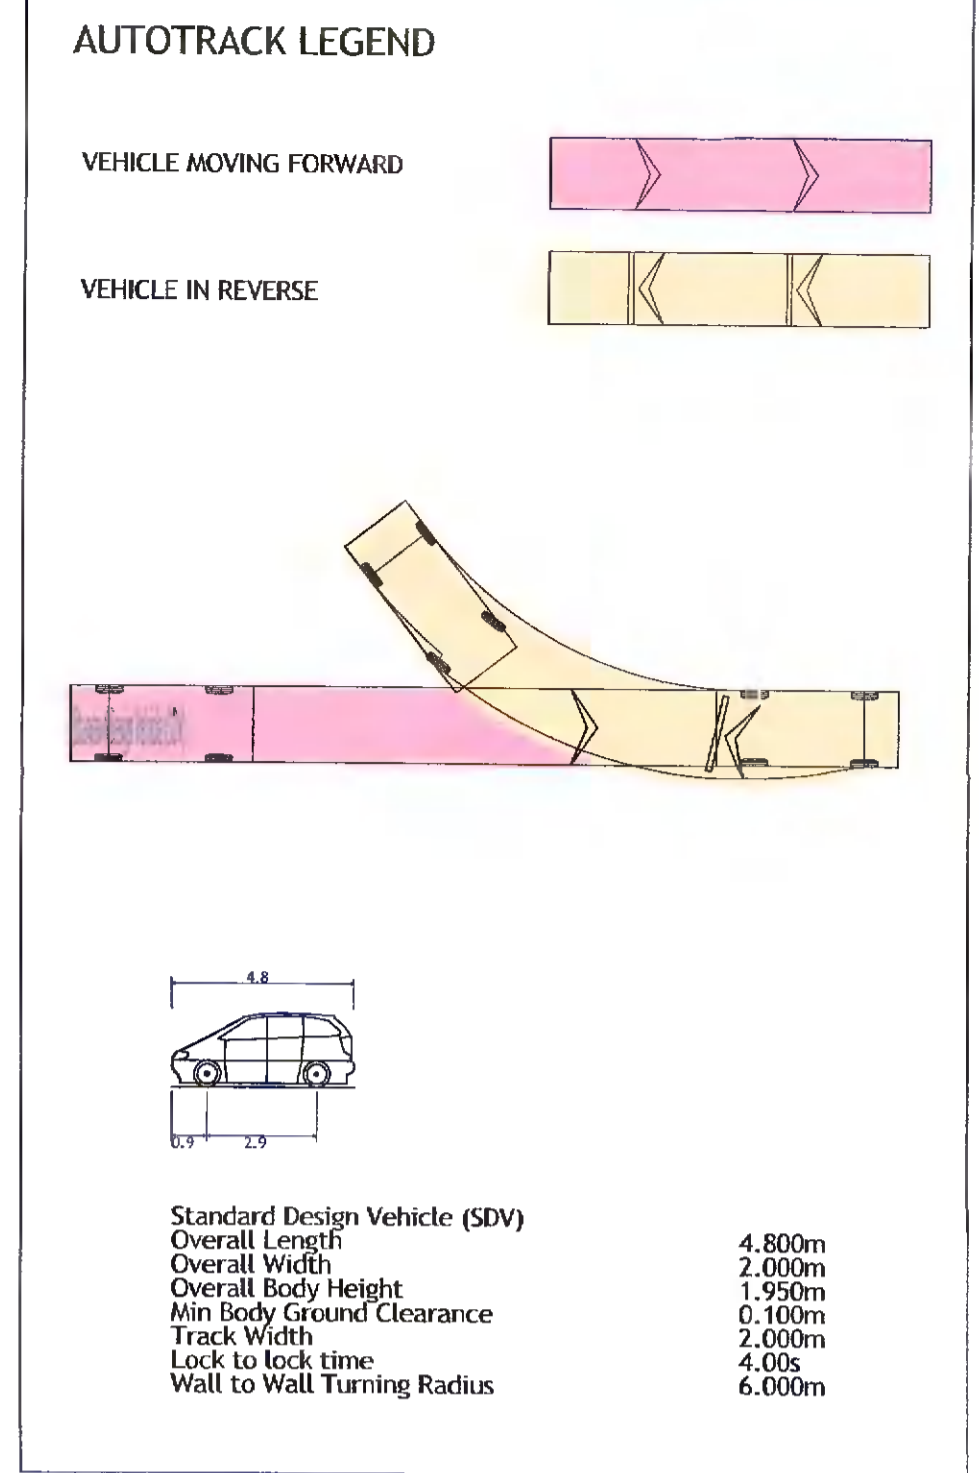 AUTOTRACK LEGEND
VEHICLE MOVING FORWARD
VEHICLE IN REVERSE
4.8
0.9 2.9
Standard Design Vehicle (SDV)
Overall Length 4.800m
Overall Width 2.000m
Overall Body Height 1.950m
Min Body Ground Clearance 0.100m
Track Width 2.000m
Lock to lock time 4.00s
Wall to Wall Turning Radius 6.000m